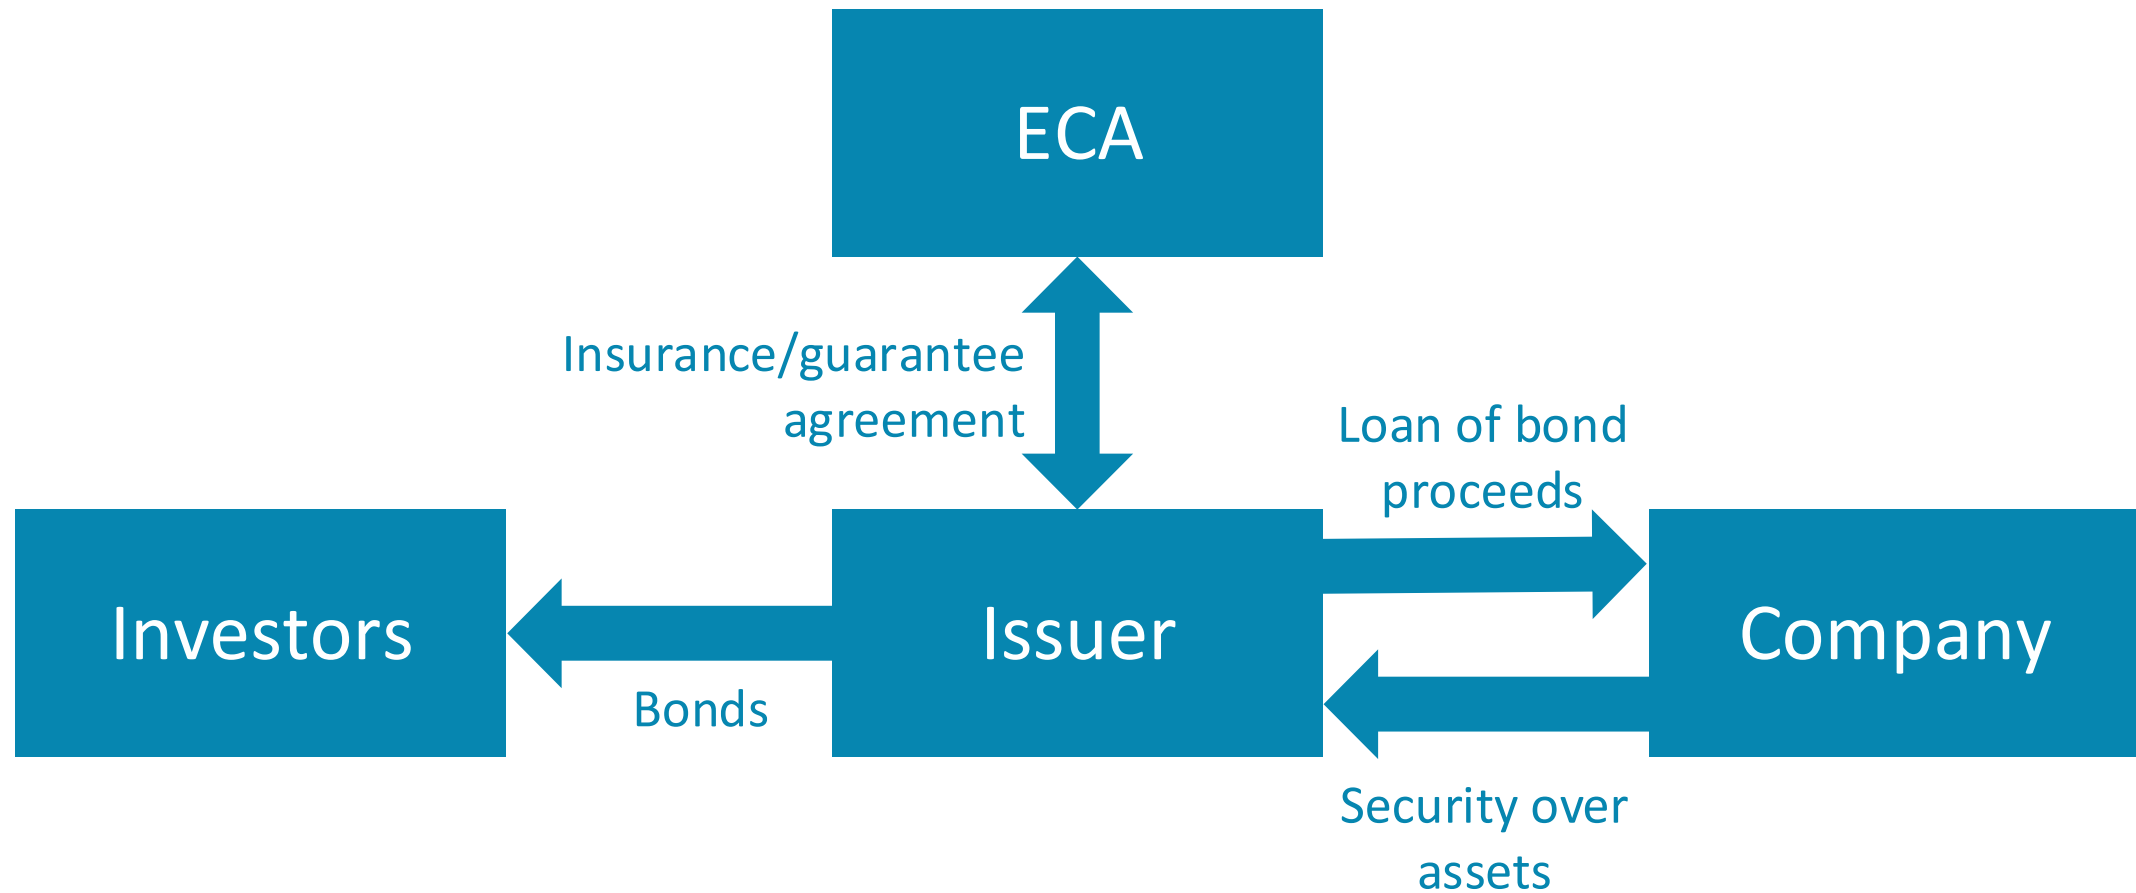 ECA
Insurance/guarantee
agreement
Loan of bond
proceeds
Investors
Issuer
Company
Bonds
Security over
assets